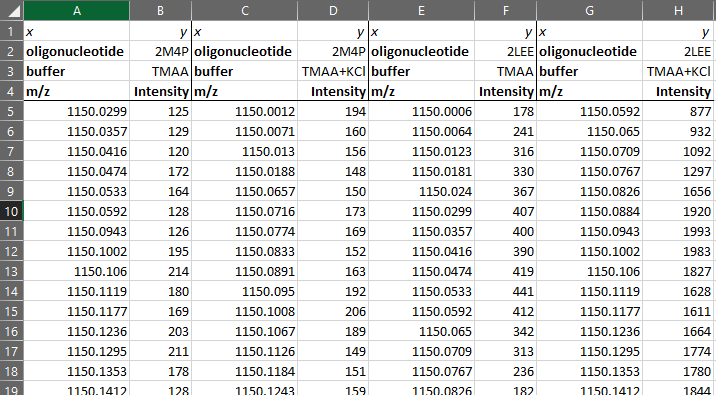 A B C D E F G H
1 x y x y x y x y
2 oligonucleotide 2M4P oligonucleotide 2M4P oligonucleotide 2LEE oligonucleotide 2LEE
3 buffer TMAA buffer TMAA+KCl buffer TMAA buffer TMAA+KCl
4 m/z Intensity m/z Intensity m/z Intensity m/z Intensity
5 1150.0299 125 1150.0012 194 1150.0006 178 1150.0592 877
6 1150.0357 129 1150.0071 160 1150.0064 241 1150.065 932
7 1150.0416 120 1150.013 156 1150.0123 316 1150.0709 1092
8 1150.0474 172 1150.0188 148 1150.0181 330 1150.0767 1297
9 1150.0533 164 1150.0657 150 1150.024 367 1150.0826 1656
10 1150.0592 128 1150.0716 173 1150.0299 407 1150.0884 1920
11 1150.0943 126 1150.0774 169 1150.0357 400 1150.0943 1993
12 1150.1002 195 1150.0833 152 1150.0416 390 1150.1002 1983
13 1150.106 214 1150.0891 163 1150.0474 419 1150.106 1827
14 1150.1119 180 1150.095 192 1150.0533 441 1150.1119 1628
15 1150.1177 169 1150.1008 206 1150.0592 412 1150.1177 1611
16 1150.1236 203 1150.1067 189 1150.065 342 1150.1236 1664
17 1150.1295 211 1150.1126 149 1150.0709 313 1150.1295 1774
18 1150.1353 178 1150.1184 151 1150.0767 236 1150.1353 1780
19 1150.1412 128 1150.1243 159 1150.0826 182 1150.1412 1844